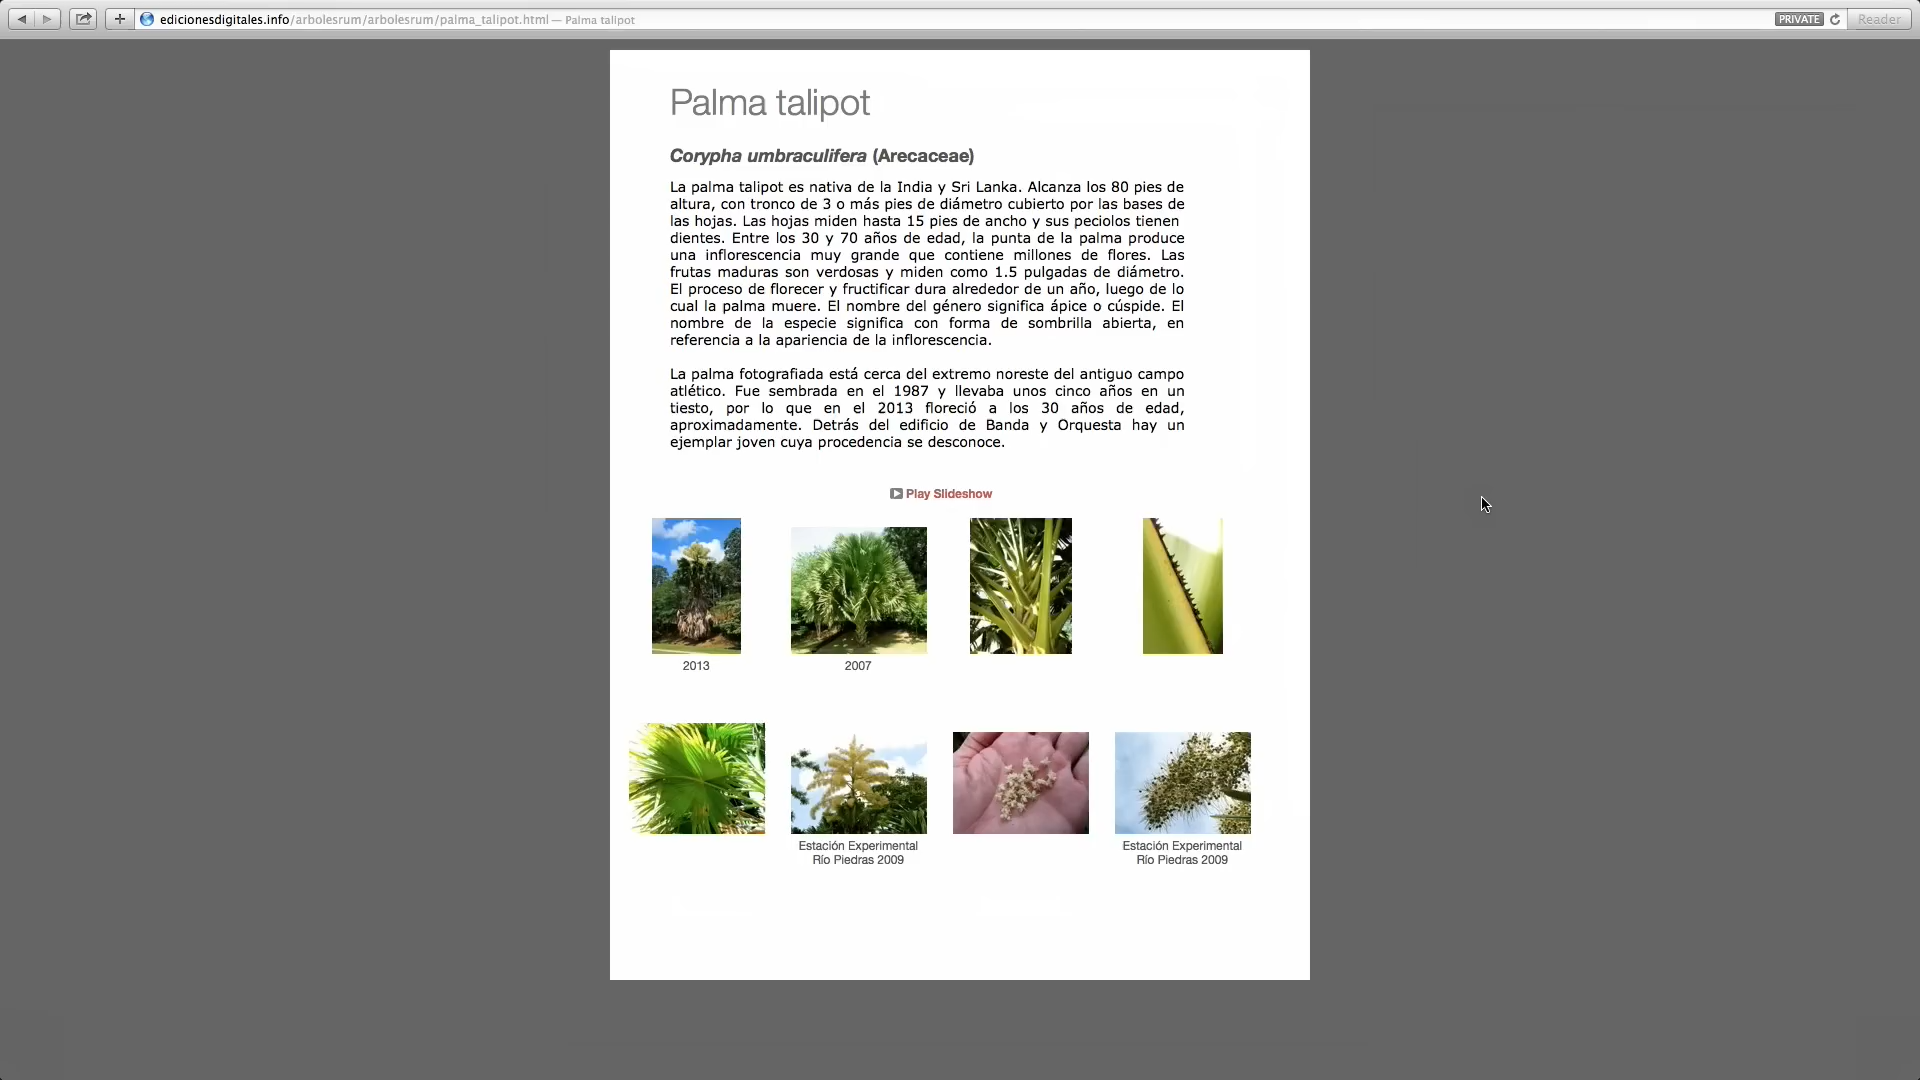 edicionesdigitales.info/arbolesrum/arbolesrum/palma_talipot.html — Palma talipot
PRIVATE
Reader
Palma talipot
Corypha umbraculifera (Arecaceae)
La palma talipot es nativa de la India y Sri Lanka. Alcanza los 80 pies de
altura, con tronco de 3 o más pies de diámetro cubierto por las bases de
las hojas. Las hojas miden hasta 15 pies de ancho y sus peciolos tienen
dientes. Entre los 30 y 70 años de edad, la punta de la palma produce
una inflorescencia muy grande que contiene millones de flores. Las
frutas maduras son verdosas y miden como 1.5 pulgadas de diámetro.
El proceso de florecer y fructificar dura alrededor de un año, luego de lo
cual la palma muere. El nombre del género significa ápice o cúspide. El
nombre de la especie significa con forma de sombrilla abierta, en
referencia a la apariencia de la inflorescencia.
La palma fotografiada está cerca del extremo noreste del antiguo campo
atlético. Fue sembrada en el 1987 y llevaba unos cinco años en un
tiesto, por lo que en el 2013 floreció a los 30 años de edad,
aproximadamente. Detrás del edificio de Banda y Orquesta hay un
ejemplar joven cuya procedencia se desconoce.
Play Slideshow
2013
2007
Estación Experimental
Río Piedras 2009
Estación Experimental
Río Piedras 2009